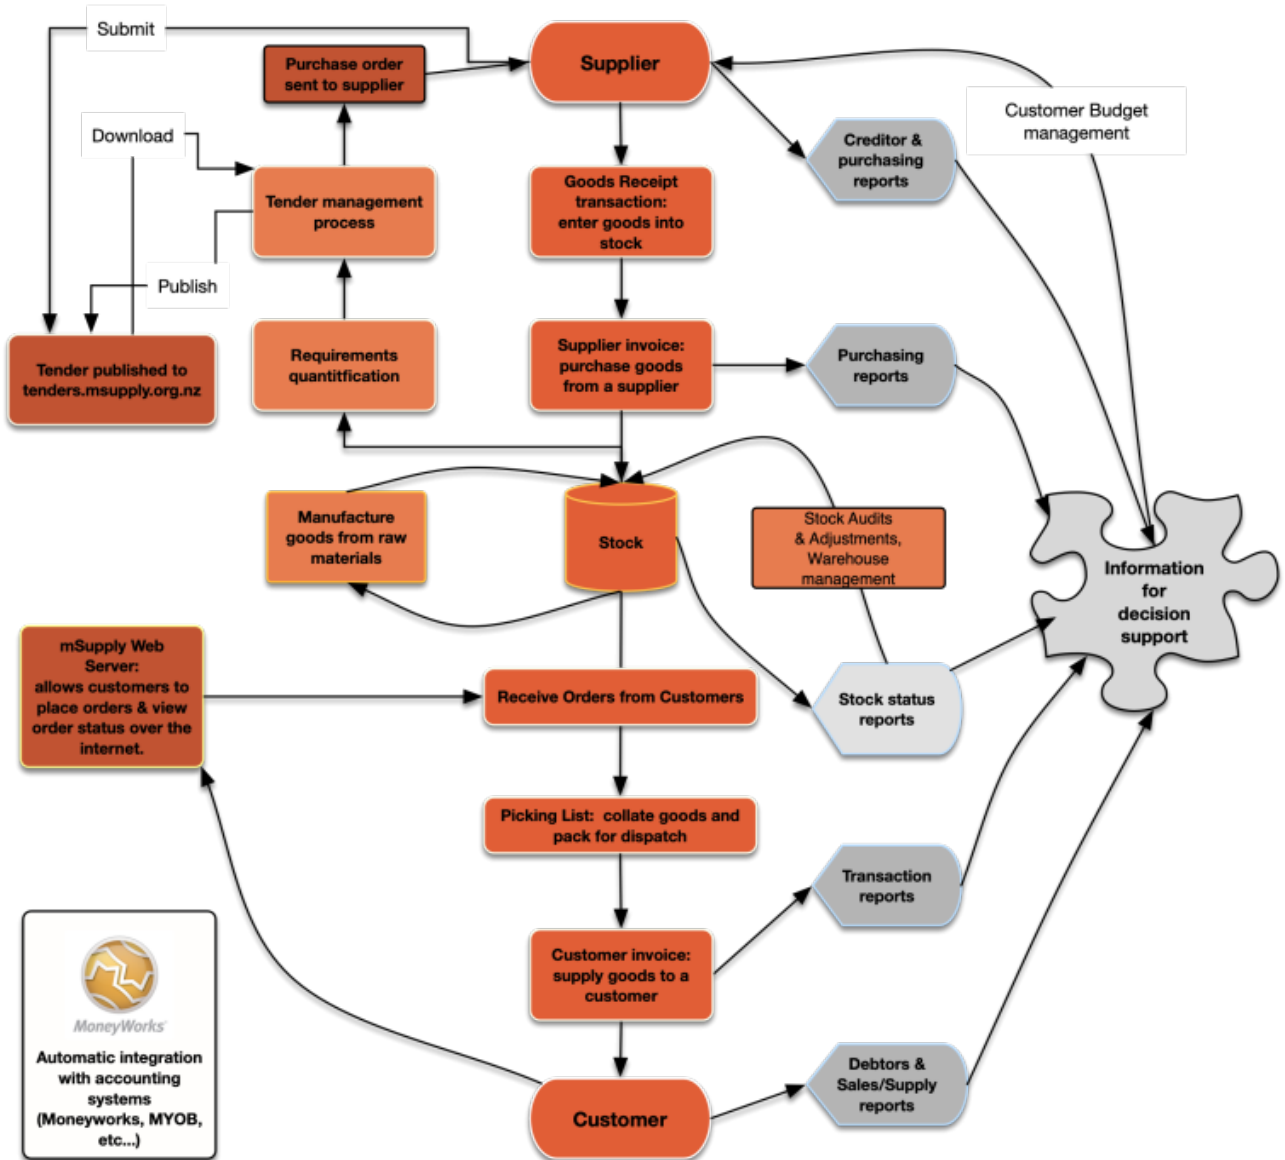 Submit
Purchase order
sent to supplier
Supplier
Customer Budget
management
Download
Creditor &
purchasing
reports
Tender management
process
Goods Receipt
transaction:
enter goods into
stock
Publish
Tender published to
tenders.msupply.org.nz
Requirements
quantitfication
Supplier invoice:
purchase goods
from a supplier
Purchasing
reports
Manufacture
goods from raw
materials
Stock
Stock Audits
& Adjustments,
Warehouse
management
Information
for
decision
support
mSupply Web
Server:
allows customers to
place orders & view
order status over the
internet.
Receive Orders from Customers
Stock status
reports
Picking List:  collate goods and
pack for dispatch
Transaction
reports
Customer invoice:
supply goods to a
customer
MoneyWorks
Automatic integration
with accounting
systems
(Moneyworks, MYOB,
etc...)
Debtors &
Sales/Supply
reports
Customer